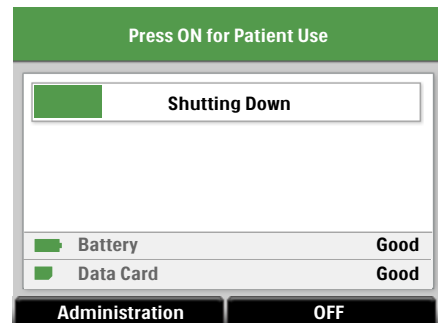 Press ON for Patient Use
Shutting Down
Battery Good
Data Card Good
Administration OFF